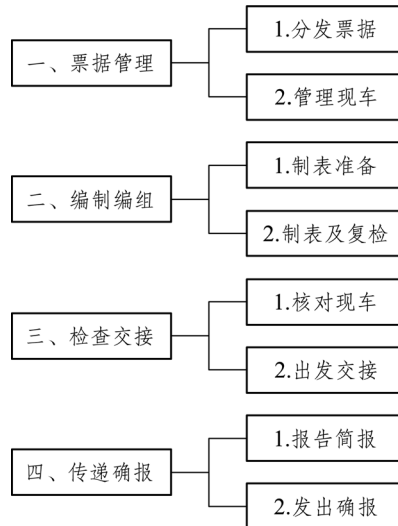 一、票据管理
1.分发票据
2.管理现车
二、编制编组
1.制表准备
2.制表及复检
三、检查交接
1.核对现车
2.出发交接
四、传递确报
1.报告简报
2.发出确报